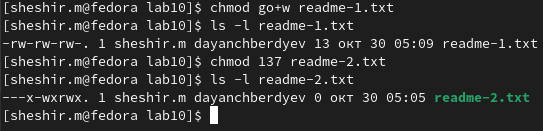 [sheshir.m@fedora lab10]$ chmod go+w readme-1.txt
[sheshir.m@fedora lab10]$ ls -l readme-1.txt
-rw-rw-rw-. 1 sheshir.m dayanchberdyev 13 окт 30 05:09 readme-1.txt
[sheshir.m@fedora lab10]$ chmod 137 readme-2.txt
[sheshir.m@fedora lab10]$ ls -l readme-2.txt
---x-wxrwx. 1 sheshir.m dayanchberdyev 0 окт 30 05:05 readme-2.txt
[sheshir.m@fedora lab10]$